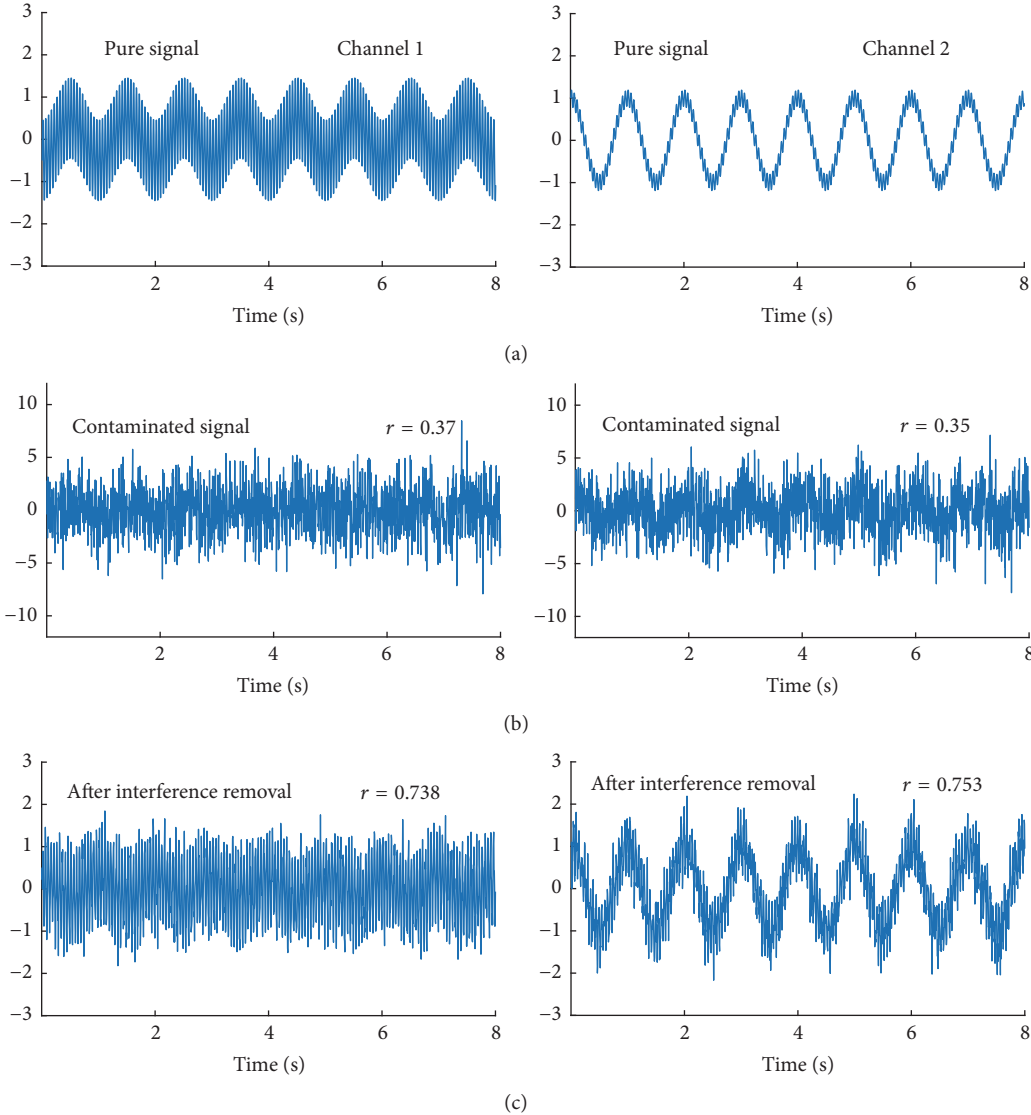 3
2
1
0
−1
−2
−3
Pure signal
Channel 1
2
4
6
8
Time (s)
3
2
1
0
−1
−2
−3
Pure signal
Channel 2
2
4
6
8
Time (s)
(a)
10
5
0
−5
−10
Contaminated signal
r = 0.37
2
4
6
8
Time (s)
10
5
0
−5
−10
Contaminated signal
r = 0.35
2
4
6
8
Time (s)
(b)
3
2
1
0
−1
−2
−3
After interference removal
r = 0.738
2
4
6
8
Time (s)
3
2
1
0
−1
−2
−3
After interference removal
r = 0.753
2
4
6
8
Time (s)
(c)